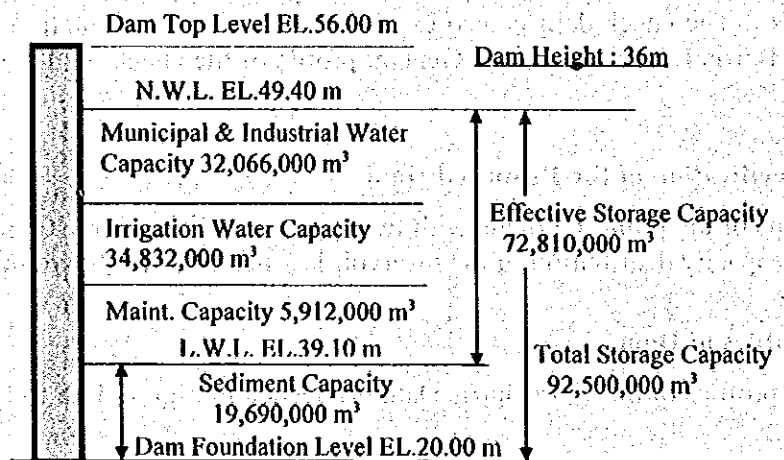 Dam Top Level EL.56.00 m
Dam Height : 36m
N.W.L. EL.49.40 m
Municipal & Industrial Water
Capacity 32,066,000 m³
Irrigation Water Capacity
34,832,000 m³
Maint. Capacity 5,912,000 m³
L.W.L. EL.39.10 m
Sediment Capacity
19,690,000 m³
Dam Foundation Level EL.20.00 m
Effective Storage Capacity
72,810,000 m³
Total Storage Capacity
92,500,000 m³